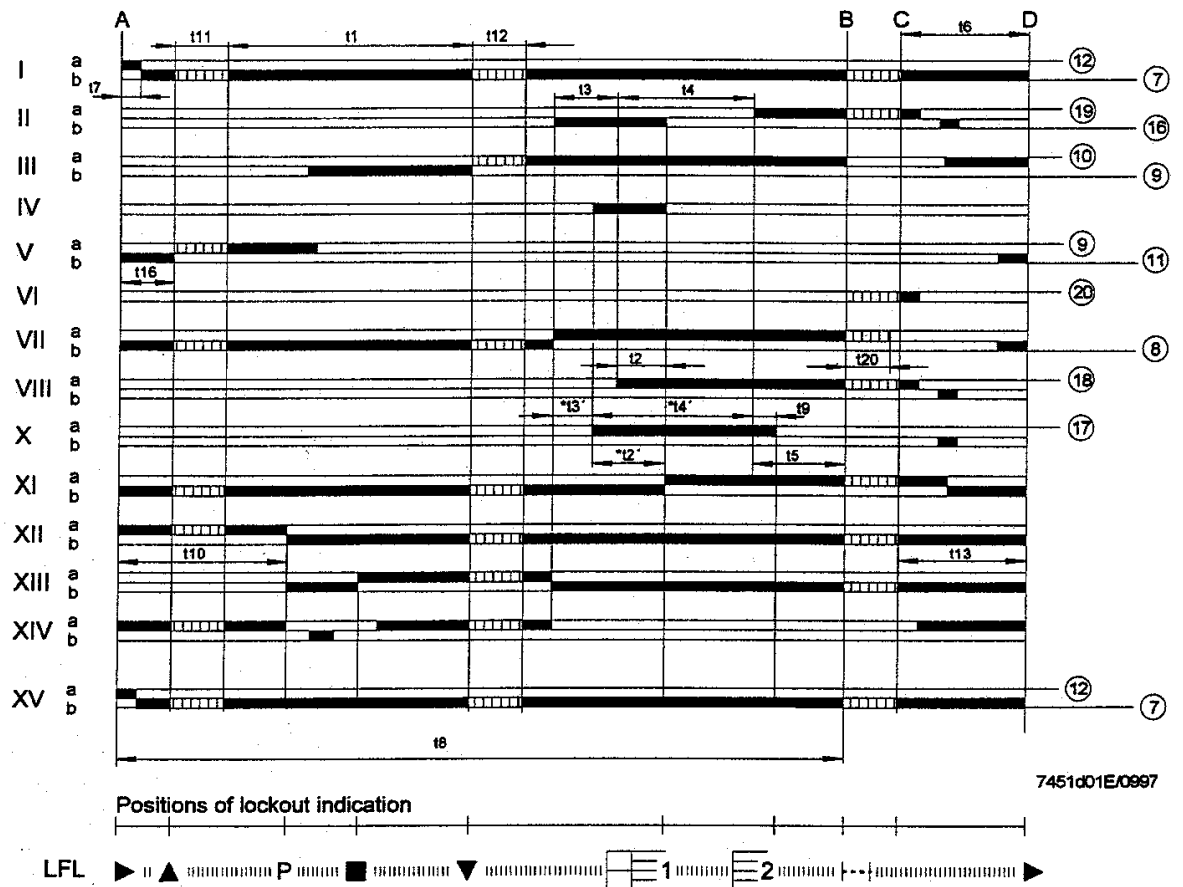 A B C D
t11 t1 t12 t6
I a b 12 7
t7 t3 t4
II a b 19 16
III a b 10 9
IV
V a b 9 11
t16
VI 20
VII a b 8
t2 t20
VIII a b 18
*t3´ *t4´ t9
X a b 17
*t2´ t5
XI a b
XII a b
t10 t13
XIII a b
XIV a b
XV a b 12 7
t8
7451d01E/0997
Positions of lockout indication
LFL P 1 2